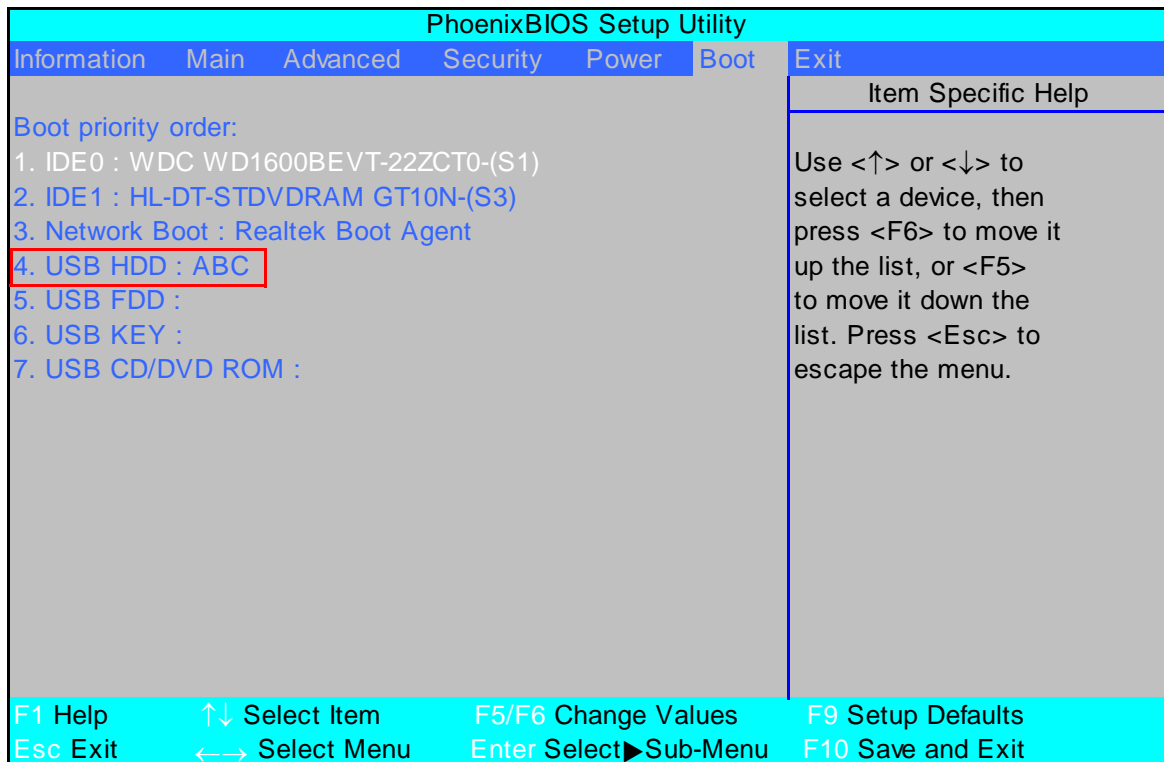 PhoenixBIOS Setup Utility
Information Main Advanced Security Power Boot Exit
Item Specific Help
Boot priority order:
1. IDE0 : WDC WD1600BEVT-22ZCT0-(S1)
2. IDE1 : HL-DT-STDVDRAM GT10N-(S3)
3. Network Boot : Realtek Boot Agent
4. USB HDD : ABC
5. USB FDD :
6. USB KEY :
7. USB CD/DVD ROM :
Use <↑> or <↓> to
select a device, then
press <F6> to move it
up the list, or <F5>
to move it down the
list. Press <Esc> to
escape the menu.
F1 Help ↑↓ Select Item F5/F6 Change Values F9 Setup Defaults
Esc Exit ←→ Select Menu Enter Select▶Sub-Menu F10 Save and Exit